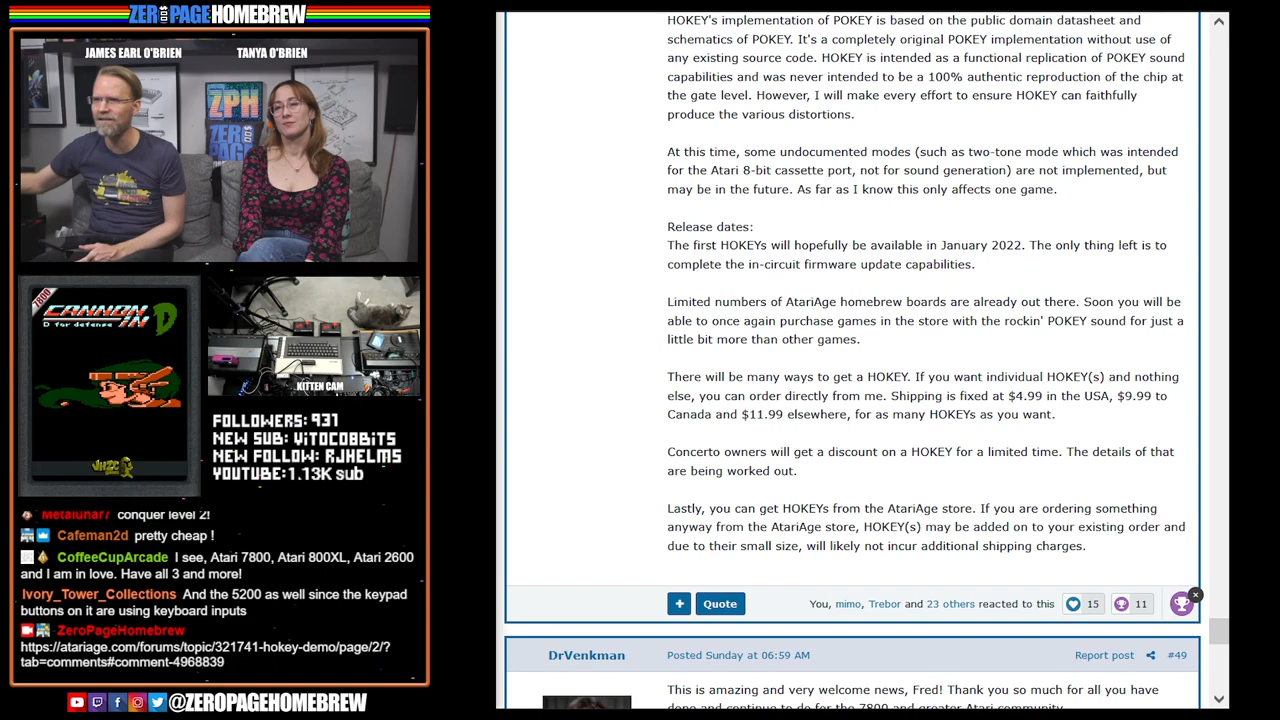 ZERO PAGE HOMEBREW
JAMES EARL O'BRIEN
TANYA O'BRIEN
ZPH
ZERO
PAGE
7800
CANNON
IN D
D for defense
KITTEN CAM
FOLLOWERS: 937
NEW SUB: VITOCOBBITS
NEW FOLLOW: RJHELMS
YOUTUBE: 1.13K sub
Metalunar7 conquer level 2!
Cafeman2d pretty cheap !
CoffeeCupArcade I see, Atari 7800, Atari 800XL, Atari 2600
and I am in love. Have all 3 and more!
Ivory_Tower_Collections And the 5200 as well since the keypad
buttons on it are using keyboard inputs
ZeroPageHomebrew
https://atariage.com/forums/topic/321741-hokey-demo/page/2/?
tab=comments#comment-4968839
@ZEROPAGEHOMEBREW
HOKEY's implementation of POKEY is based on the public domain datasheet and
schematics of POKEY. It's a completely original POKEY implementation without use of
any existing source code. HOKEY is intended as a functional replication of POKEY sound
capabilities and was never intended to be a 100% authentic reproduction of the chip at
the gate level. However, I will make every effort to ensure HOKEY can faithfully
produce the various distortions.
At this time, some undocumented modes (such as two-tone mode which was intended
for the Atari 8-bit cassette port, not for sound generation) are not implemented, but
may be in the future. As far as I know this only affects one game.
Release dates:
The first HOKEYs will hopefully be available in January 2022. The only thing left is to
complete the in-circuit firmware update capabilities.
Limited numbers of AtariAge homebrew boards are already out there. Soon you will be
able to once again purchase games in the store with the rockin' POKEY sound for just a
little bit more than other games.
There will be many ways to get a HOKEY. If you want individual HOKEY(s) and nothing
else, you can order directly from me. Shipping is fixed at $4.99 in the USA, $9.99 to
Canada and $11.99 elsewhere, for as many HOKEYs as you want.
Concerto owners will get a discount on a HOKEY for a limited time. The details of that
are being worked out.
Lastly, you can get HOKEYs from the AtariAge store. If you are ordering something
anyway from the AtariAge store, HOKEY(s) may be added on to your existing order and
due to their small size, will likely not incur additional shipping charges.
+ Quote
You, mimo, Trebor and 23 others reacted to this
15
11
DrVenkman
Posted Sunday at 06:59 AM
Report post
#49
This is amazing and very welcome news, Fred! Thank you so much for all you have
done and continue to do for the 7800 and greater Atari community.